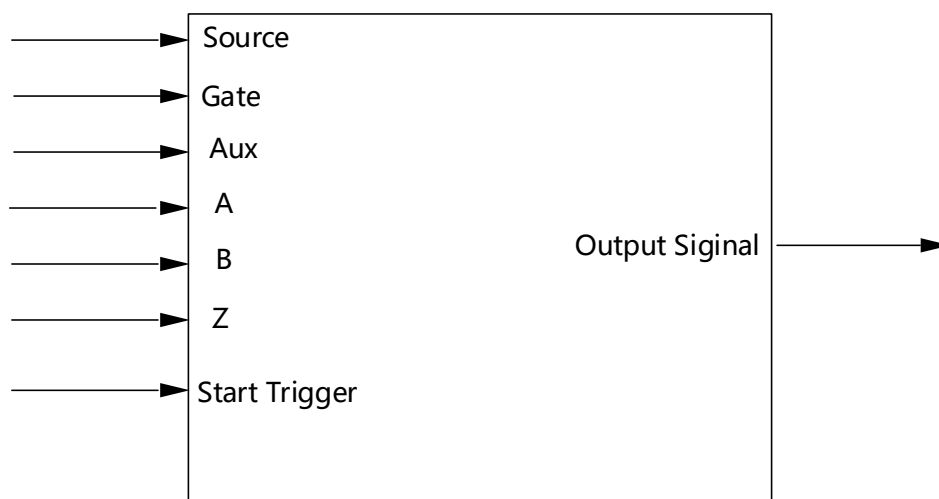 Source
Gate
Aux
A
B
Output Siginal
Z
Start Trigger